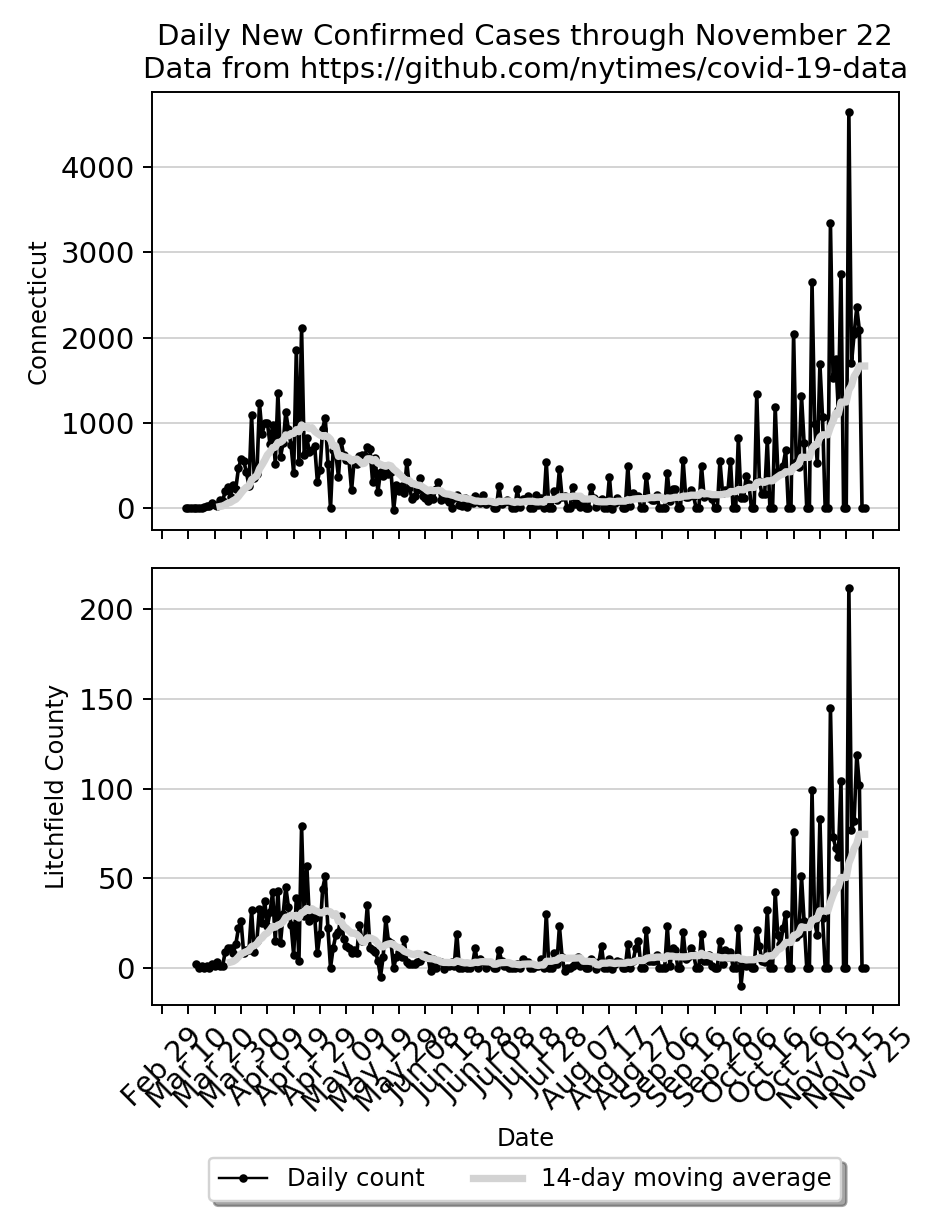 Daily New Confirmed Cases through November 22
Data from https://github.com/nytimes/covid-19-data
Connecticut
4000
3000
2000
1000
0
Litchfield County
200
150
100
50
0
Feb 29
Mar 10
Mar 20
Mar 30
Apr 09
Apr 19
Apr 29
May 09
May 19
May 29
Jun 08
Jun 18
Jun 28
Jul 08
Jul 18
Jul 28
Aug 07
Aug 17
Aug 27
Sep 06
Sep 16
Sep 26
Oct 06
Oct 16
Oct 26
Nov 05
Nov 15
Nov 25
Date
Daily count
14-day moving average